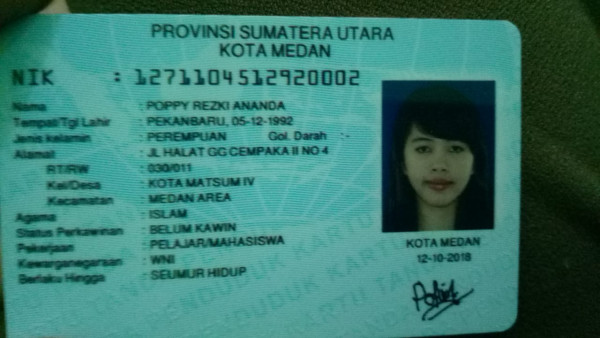 PROVINSI SUMATERA UTARA
KOTA MEDAN
NIK : 1271104512920002
Nama : POPPY REZKI ANANDA
Tempat/Tgl Lahir : PEKANBARU, 05-12-1992
Jenis kelamin : PEREMPUAN Gol. Darah :-
Alamat : JL HALAT GG CEMPAKA II NO 4
RT/RW : 030/011
Kel/Desa : KOTA MATSUM IV
Kecamatan : MEDAN AREA
Agama : ISLAM
Status Perkawinan : BELUM KAWIN
Pekerjaan : PELAJAR/MAHASISWA
Kewarganegaraan : WNI
Berlaku Hingga : SEUMUR HIDUP
KOTA MEDAN
12-10-2018